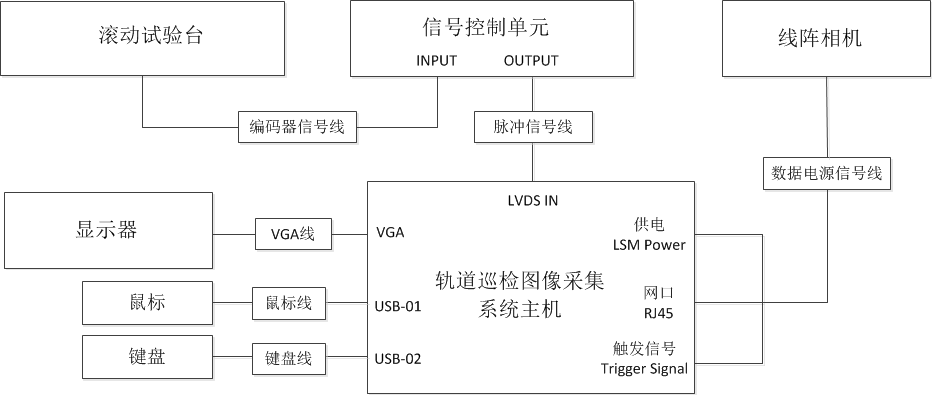 滚动试验台
信号控制单元
INPUT
OUTPUT
线阵相机
编码器信号线
脉冲信号线
数据电源信号线
显示器
VGA线
VGA
LVDS IN
供电
LSM Power
轨道巡检图像采集
系统主机
鼠标
鼠标线
USB-01
网口
RJ45
键盘
键盘线
USB-02
触发信号
Trigger Signal